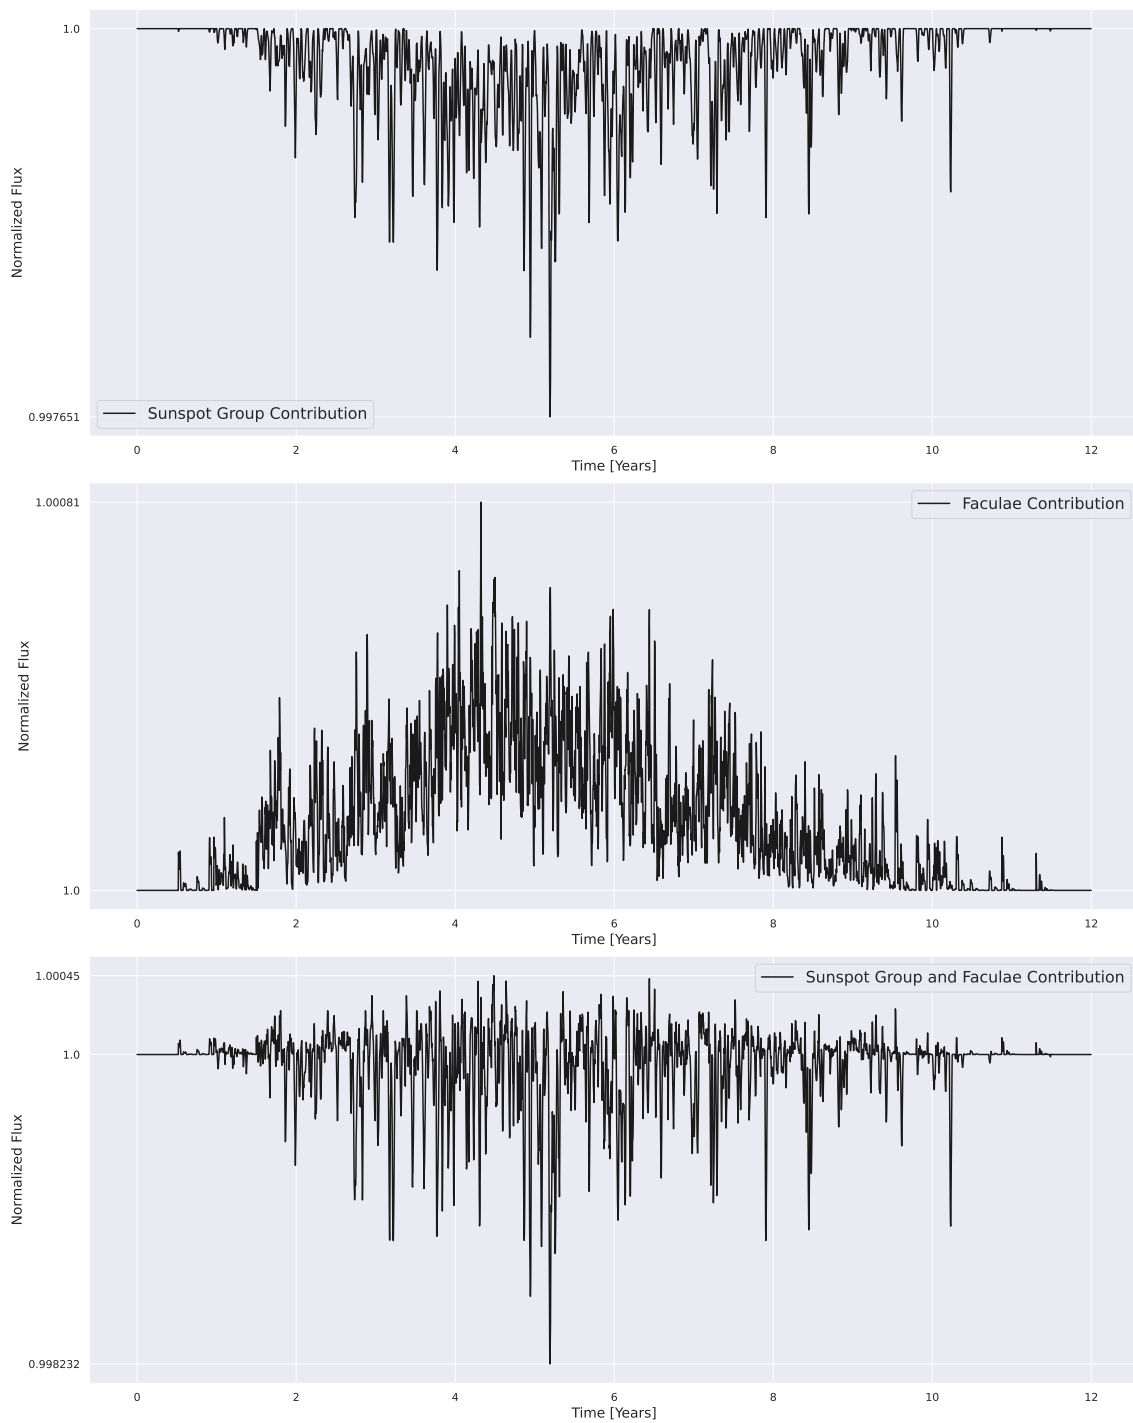 1.0
Normalized Flux
0.997651
Sunspot Group Contribution
0 2 4 6 8 10 12
Time [Years]
1.00081
Faculae Contribution
Normalized Flux
1.0
0 2 4 6 8 10 12
Time [Years]
1.00045
Sunspot Group and Faculae Contribution
1.0
Normalized Flux
0.998232
0 2 4 6 8 10 12
Time [Years]